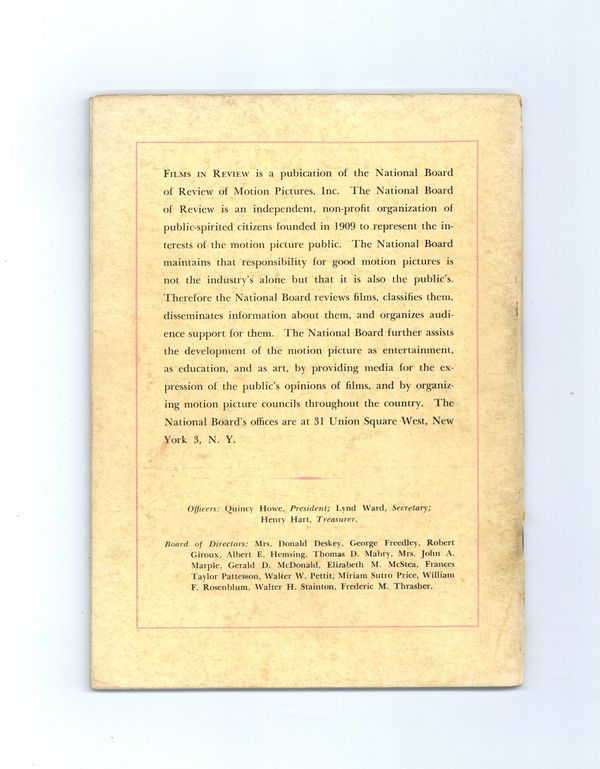 FILMS IN REVIEW is a pubication of the National Board
of Review of Motion Pictures, Inc. The National Board
of Review is an independent, non-profit organization of
public-spirited citizens founded in 1909 to represent the in-
terests of the motion picture public. The National Board
maintains that responsibility for good motion pictures is
not the industry's alone but that it is also the public's.
Therefore the National Board reviews films, classifies them,
disseminates information about them, and organizes audi-
ence support for them. The National Board further assists
the development of the motion picture as entertainment,
as education, and as art, by providing media for the ex-
pression of the public's opinions of films, and by organiz-
ing motion picture councils throughout the country. The
National Board's offices are at 31 Union Square West, New
York 3, N. Y.
Officers: Quincy Howe, President; Lynd Ward, Secretary;
Henry Hart, Treasurer.
Board of Directors: Mrs. Donald Deskey, George Freedley, Robert
Giroux, Albert E. Hemsing, Thomas D. Mabry, Mrs. John A.
Marple, Gerald D. McDonald, Elizabeth M. McStea, Frances
Taylor Patterson, Walter W. Pettit, Miriam Sutro Price, William
F. Rosenblum, Walter H. Stainton, Frederic M. Thrasher.